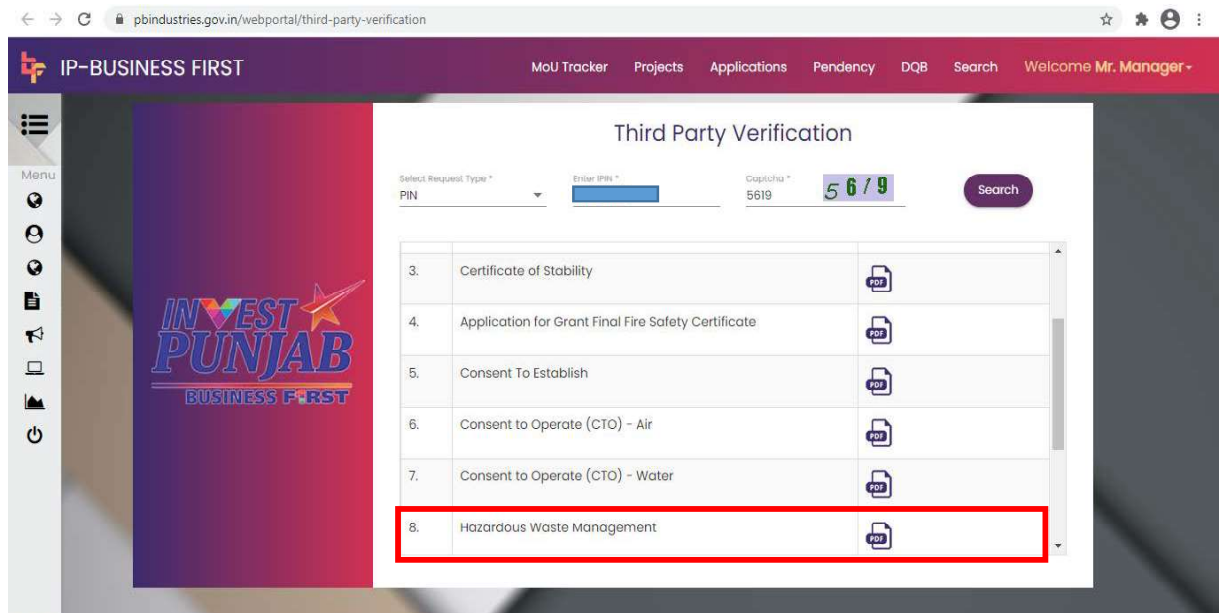 pbindustries.gov.in/webportal/third-party-verification
IP-BUSINESS FIRST
MoU Tracker Projects Applications Pendency DQB Search Welcome Mr. Manager
Menu
Third Party Verification
Select Request Type *
PIN
Enter IPIN *
Captcha *
5619
5 6 1 9
Search
3. Certificate of Stability PDF
4. Application for Grant Final Fire Safety Certificate PDF
5. Consent To Establish PDF
6. Consent to Operate (CTO) - Air PDF
7. Consent to Operate (CTO) - Water PDF
8. Hazardous Waste Management PDF
INVEST
PUNJAB
BUSINESS FIRST